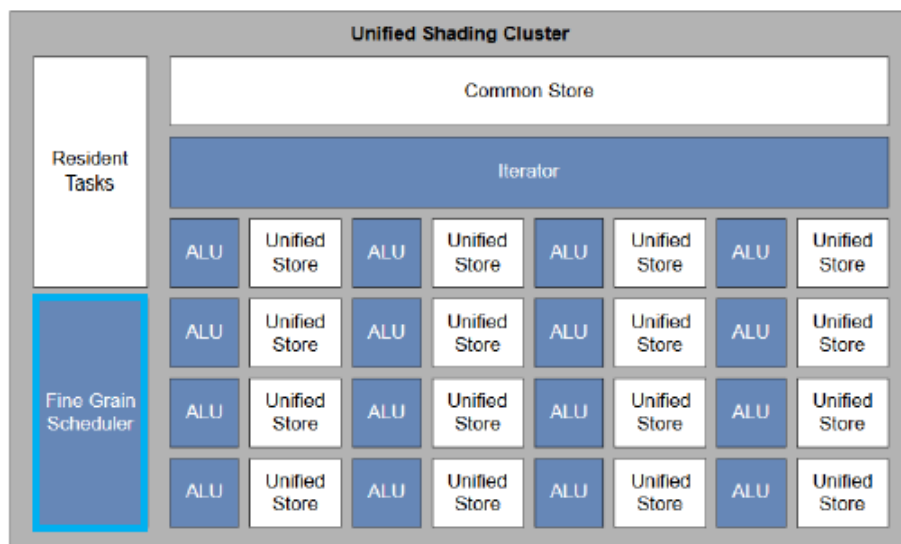 Unified Shading Cluster
Resident
Tasks
Common Store
Iterator
ALU
Unified
Store
ALU
Unified
Store
ALU
Unified
Store
ALU
Unified
Store
Fine Grain
Scheduler
ALU
Unified
Store
ALU
Unified
Store
ALU
Unified
Store
ALU
Unified
Store
ALU
Unified
Store
ALU
Unified
Store
ALU
Unified
Store
ALU
Unified
Store
ALU
Unified
Store
ALU
Unified
Store
ALU
Unified
Store
ALU
Unified
Store